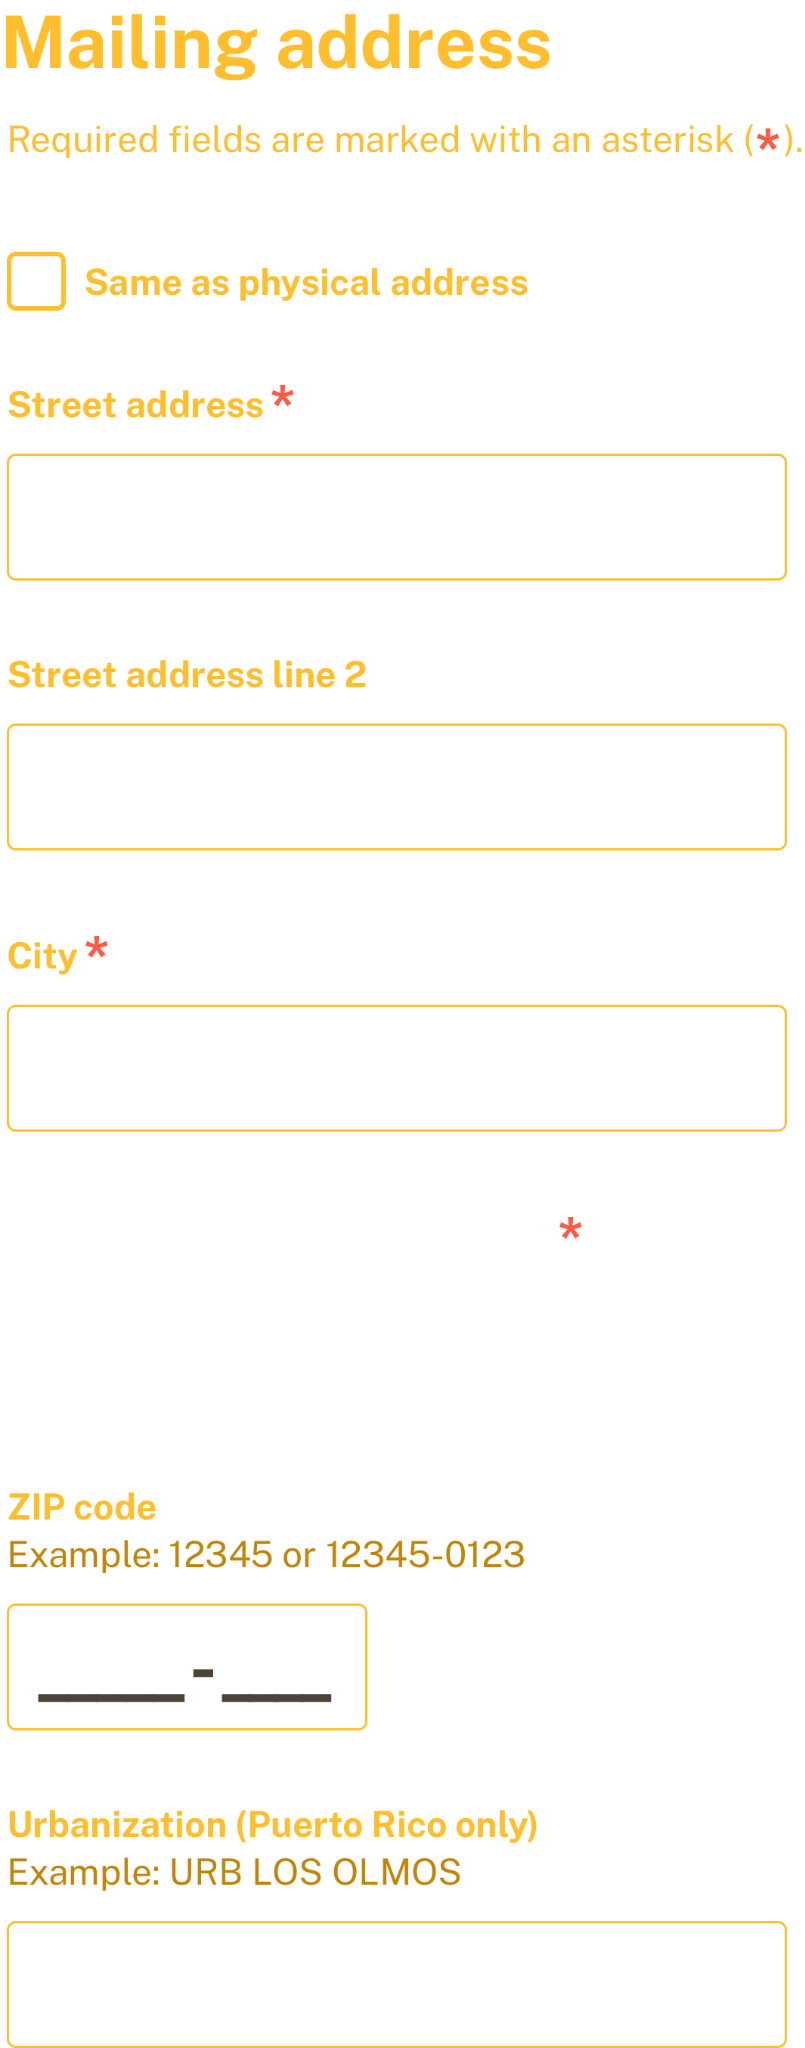 Mailing address
Required fields are marked with an asterisk (*).
Same as physical address
Street address *
Street address line 2
City *
*
ZIP code
Example: 12345 or 12345-0123
_____-____
Urbanization (Puerto Rico only)
Example: URB LOS OLMOS